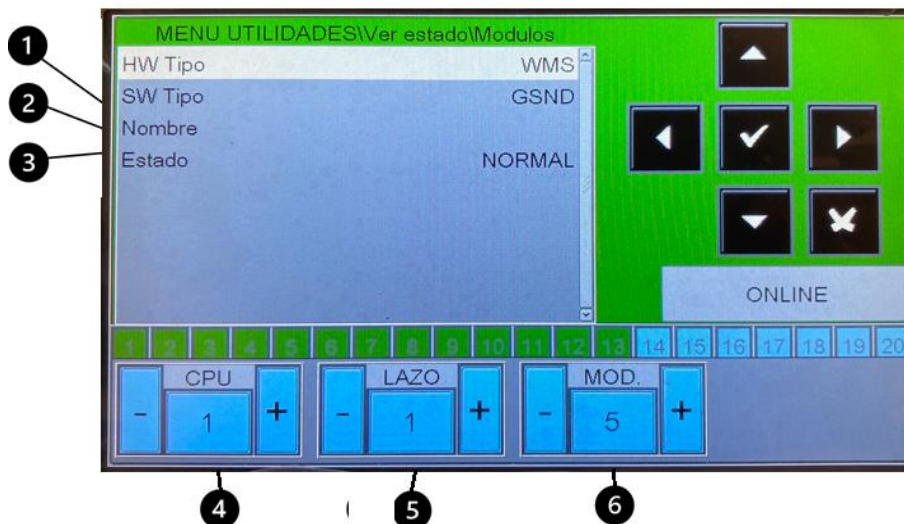 MENU UTILIDADES\Ver estado\Modulos
1
HW Tipo WMS
2
SW Tipo GSND
Nombre
3
Estado NORMAL
ONLINE
1 2 3 4 5 6 7 8 9 10 11 12 13 14 15 16 17 18 19 20
CPU LAZO MOD.
- 1 + - 1 + - 5 +
4 5 6